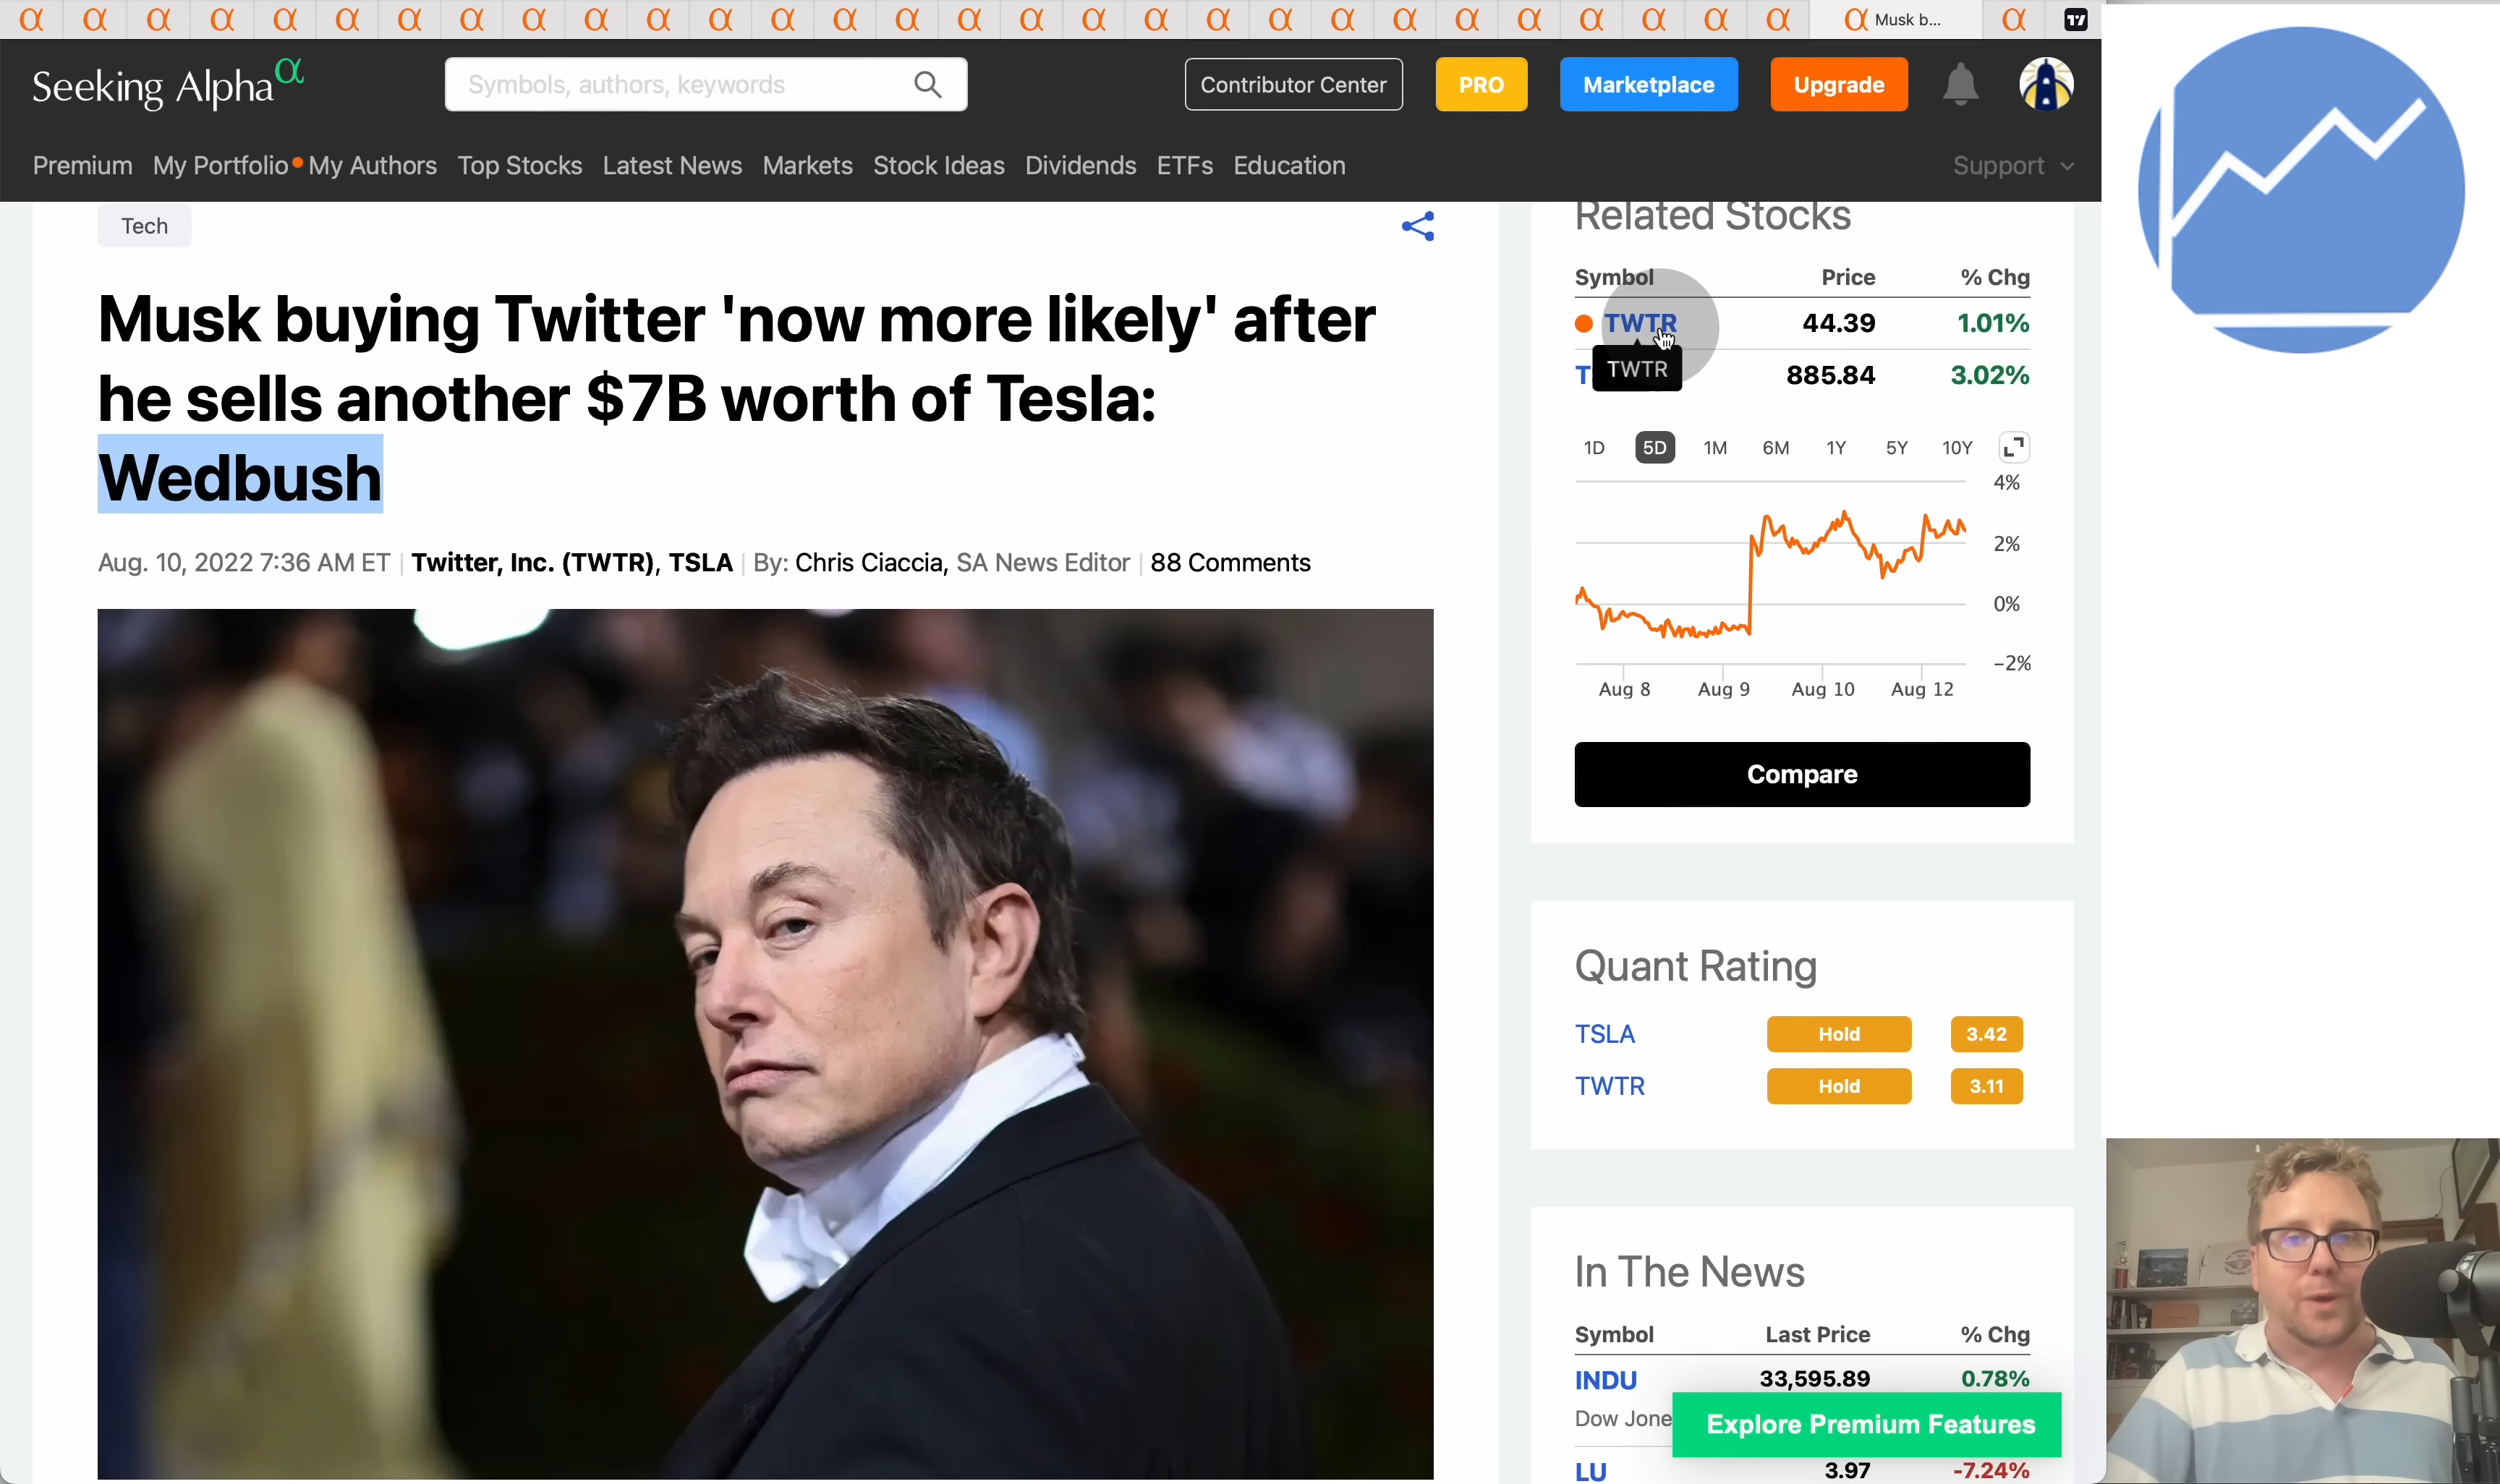 Musk b...
Seeking Alpha α
Symbols, authors, keywords
Contributor Center
PRO
Marketplace
Upgrade
Premium My Portfolio My Authors Top Stocks Latest News Markets Stock Ideas Dividends ETFs Education
Support
Tech
Musk buying Twitter 'now more likely' after
he sells another $7B worth of Tesla:
Wedbush
Aug. 10, 2022 7:36 AM ET | Twitter, Inc. (TWTR), TSLA | By: Chris Ciaccia, SA News Editor | 88 Comments
Related Stocks
Symbol Price % Chg
TWTR 44.39 1.01%
TWTR
T 885.84 3.02%
1D 5D 1M 6M 1Y 5Y 10Y
4%
2%
0%
−2%
Aug 8 Aug 9 Aug 10 Aug 12
Compare
Quant Rating
TSLA Hold 3.42
TWTR Hold 3.11
In The News
Symbol Last Price % Chg
INDU 33,595.89 0.78%
Dow Jone
Explore Premium Features
LU 3.97 -7.24%